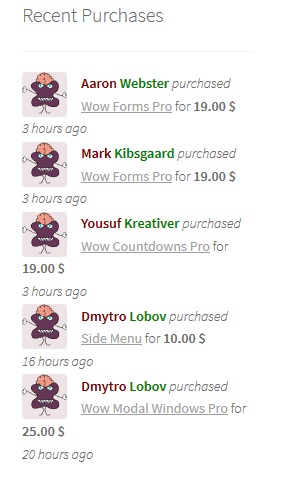 Recent Purchases
Aaron Webster purchased
Wow Forms Pro for 19.00 $
3 hours ago
Mark Kibsgaard purchased
Wow Forms Pro for 19.00 $
3 hours ago
Yousuf Kreativer purchased
Wow Countdowns Pro for
19.00 $
3 hours ago
Dmytro Lobov purchased
Side Menu for 10.00 $
16 hours ago
Dmytro Lobov purchased
Wow Modal Windows Pro for
25.00 $
20 hours ago